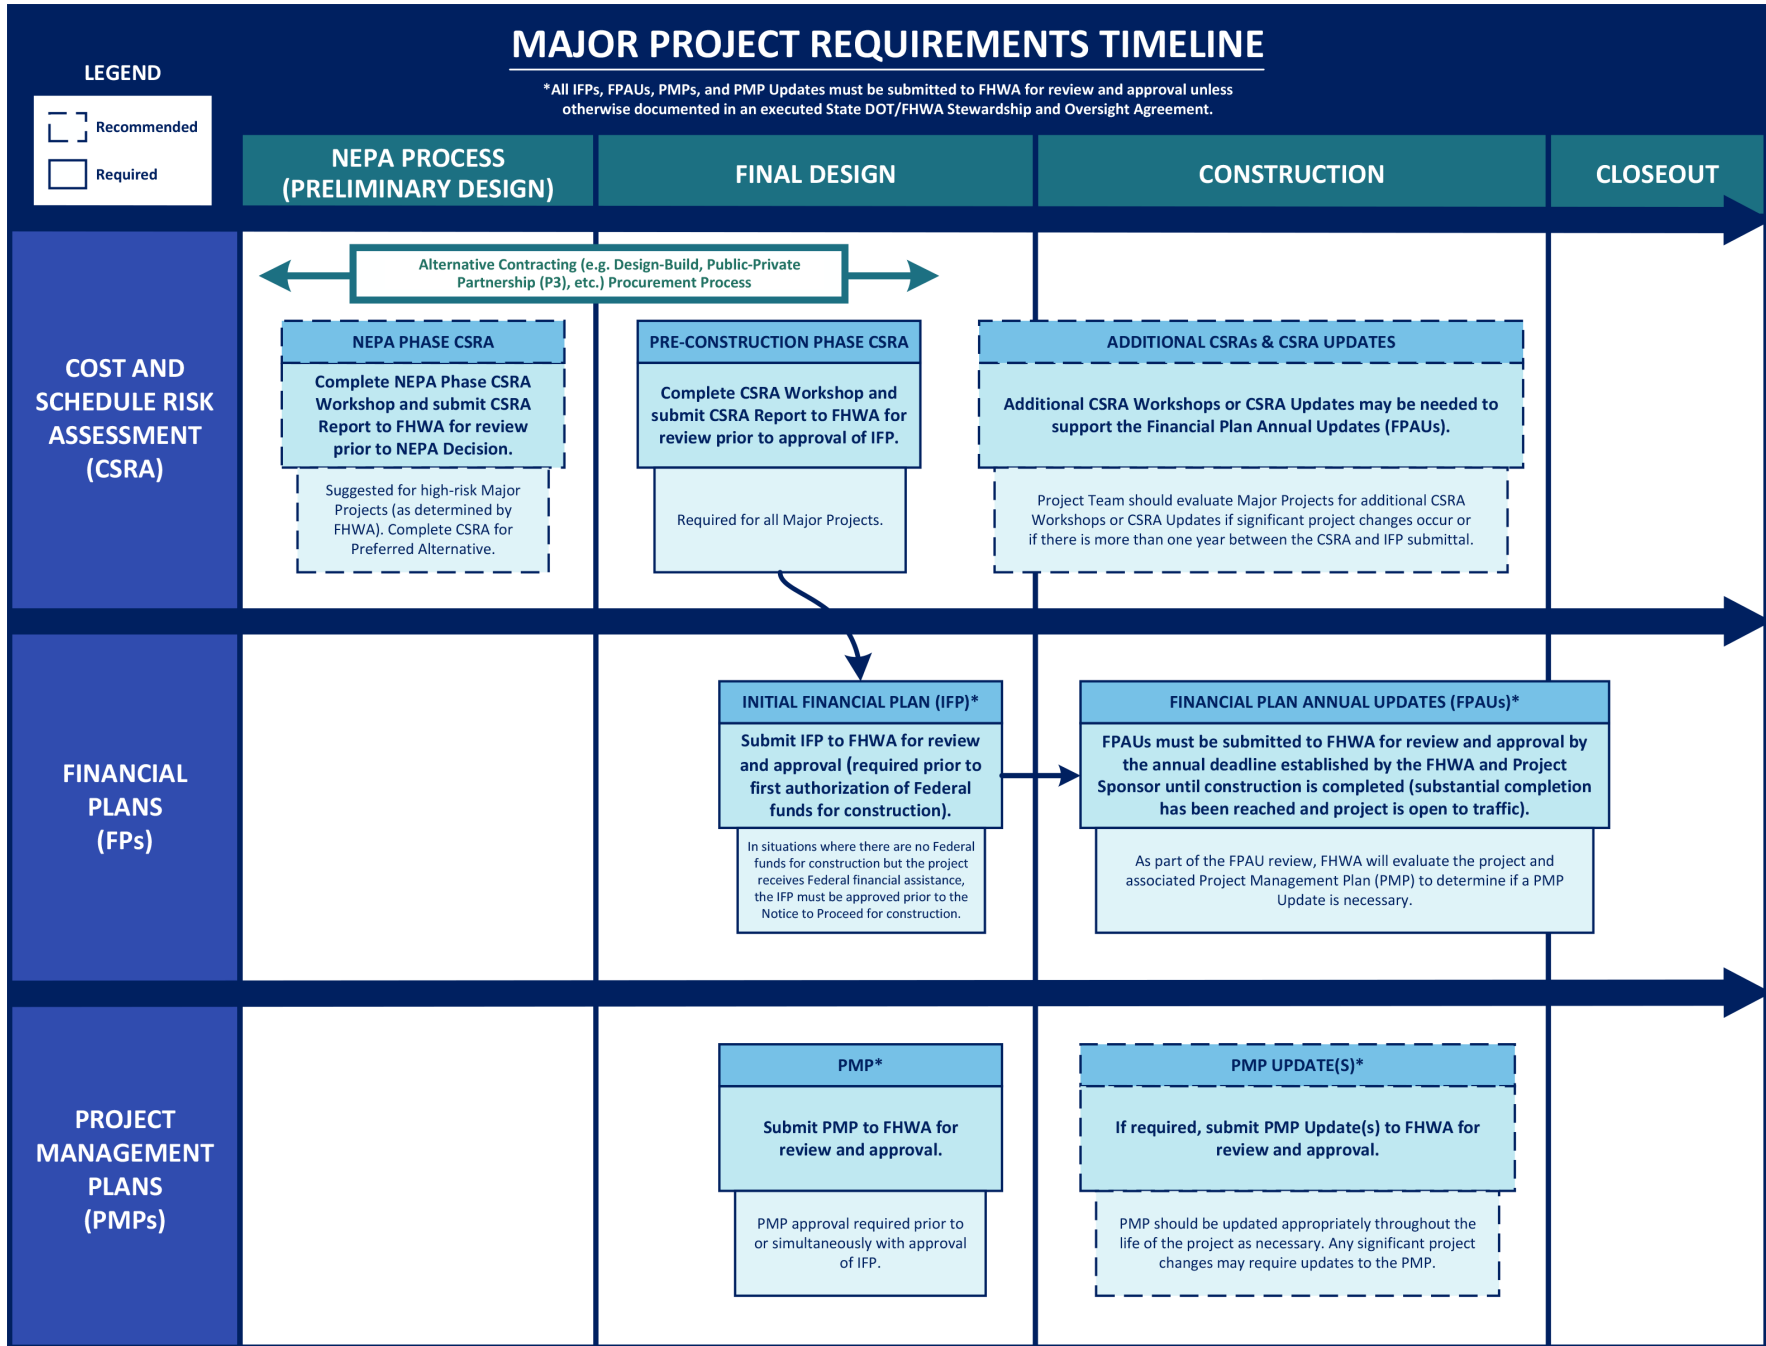 MAJOR PROJECT REQUIREMENTS TIMELINE
*All IFPs, FPAUs, PMPs, and PMP Updates must be submitted to FHWA for review and approval unless
otherwise documented in an executed State DOT/FHWA Stewardship and Oversight Agreement.
LEGEND
Recommended
Required
NEPA PROCESS
(PRELIMINARY DESIGN)
FINAL DESIGN
CONSTRUCTION
CLOSEOUT
COST AND
SCHEDULE RISK
ASSESSMENT
(CSRA)
Alternative Contracting (e.g. Design-Build, Public-Private
Partnership (P3), etc.) Procurement Process
NEPA PHASE CSRA
Complete NEPA Phase CSRA
Workshop and submit CSRA
Report to FHWA for review
prior to NEPA Decision.
Suggested for high-risk Major
Projects (as determined by
FHWA). Complete CSRA for
Preferred Alternative.
PRE-CONSTRUCTION PHASE CSRA
Complete CSRA Workshop and
submit CSRA Report to FHWA for
review prior to approval of IFP.
Required for all Major Projects.
ADDITIONAL CSRAs & CSRA UPDATES
Additional CSRA Workshops or CSRA Updates may be needed to
support the Financial Plan Annual Updates (FPAUs).
Project Team should evaluate Major Projects for additional CSRA
Workshops or CSRA Updates if significant project changes occur or
if there is more than one year between the CSRA and IFP submittal.
FINANCIAL
PLANS
(FPs)
INITIAL FINANCIAL PLAN (IFP)*
Submit IFP to FHWA for review
and approval (required prior to
first authorization of Federal
funds for construction).
In situations where there are no Federal
funds for construction but the project
receives Federal financial assistance,
the IFP must be approved prior to the
Notice to Proceed for construction.
FINANCIAL PLAN ANNUAL UPDATES (FPAUs)*
FPAUs must be submitted to FHWA for review and approval by
the annual deadline established by the FHWA and Project
Sponsor until construction is completed (substantial completion
has been reached and project is open to traffic).
As part of the FPAU review, FHWA will evaluate the project and
associated Project Management Plan (PMP) to determine if a PMP
Update is necessary.
PROJECT
MANAGEMENT
PLANS
(PMPs)
PMP*
Submit PMP to FHWA for
review and approval.
PMP approval required prior to
or simultaneously with approval
of IFP.
PMP UPDATE(S)*
If required, submit PMP Update(s) to FHWA for
review and approval.
PMP should be updated appropriately throughout the
life of the project as necessary. Any significant project
changes may require updates to the PMP.